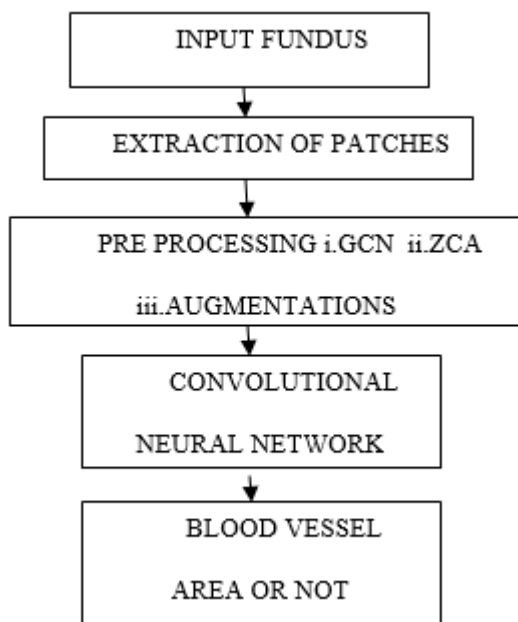 INPUT FUNDUS
EXTRACTION OF PATCHES
PRE PROCESSING i.GCN ii.ZCA
iii.AUGMENTATIONS
CONVOLUTIONAL
NEURAL NETWORK
BLOOD VESSEL
AREA OR NOT